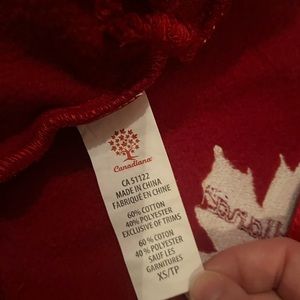 Canadiana
CA 51122
MADE IN CHINA
FABRIQUE EN CHINE
60% COTTON
40% POLYESTER
EXCLUSIVE OF TRIMS
60 % COTON
40 % POLYESTER
SAUF LES
GARNITURES
XS/TP